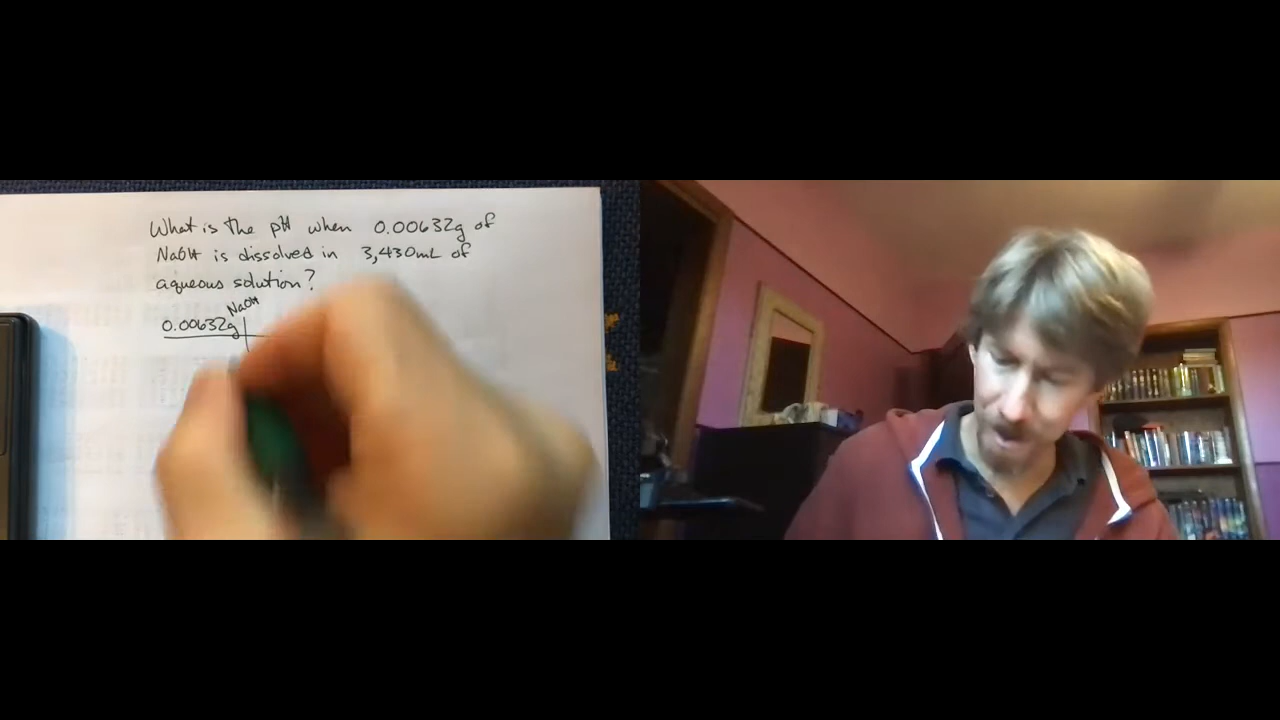 What is the pH when 0.00632g of
NaOH is dissolved in 3,430mL of
aqueous solution?
NaOH
0.00632g